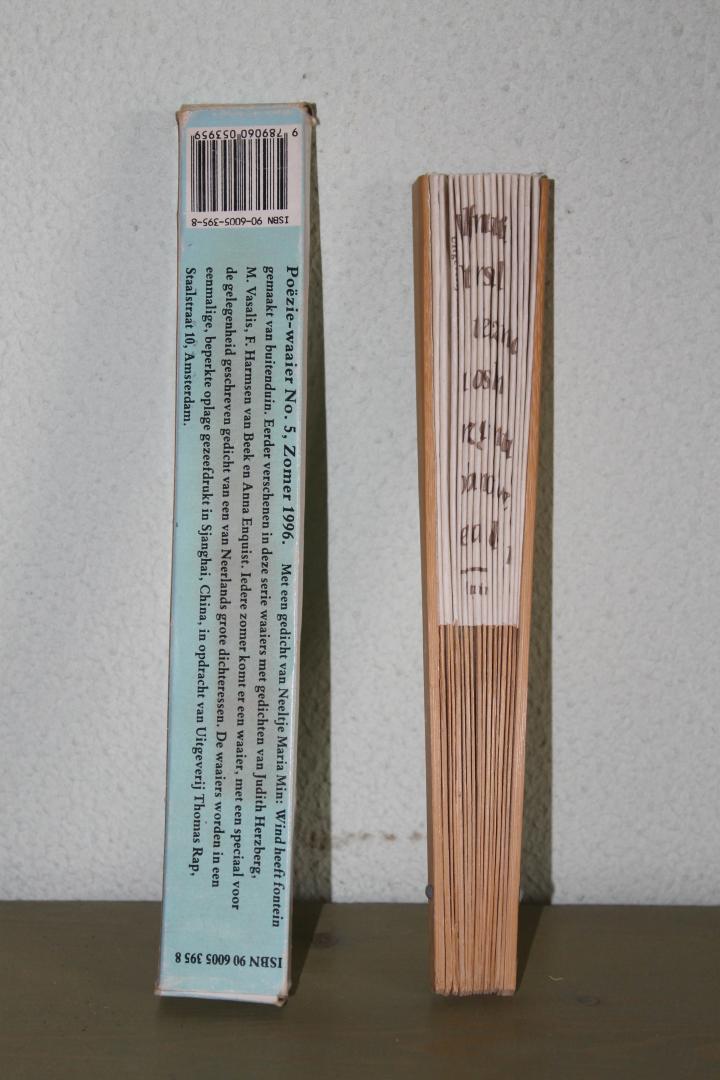 9 789060 053959
ISBN 90-6005-395-8
Poëzie-waaier No. 5, Zomer 1996. Met een gedicht van Neeltje Maria Min: Wind heeft fontein
gemaakt van buitenduin. Eerder verschenen in deze serie waaiers met gedichten van Judith Herzberg,
M. Vasalis, F. Harmsen van Beek en Anna Enquist. Iedere zomer komt er een waaier, met een speciaal voor
de gelegenheid geschreven gedicht van een van Neerlands grote dichteressen. De waaiers worden in een
eenmalige, beperkte oplage gezeefdrukt in Sjanghai, China, in opdracht van Uitgeverij Thomas Rap,
Staalstraat 10, Amsterdam.
ISBN 90 6005 395 8